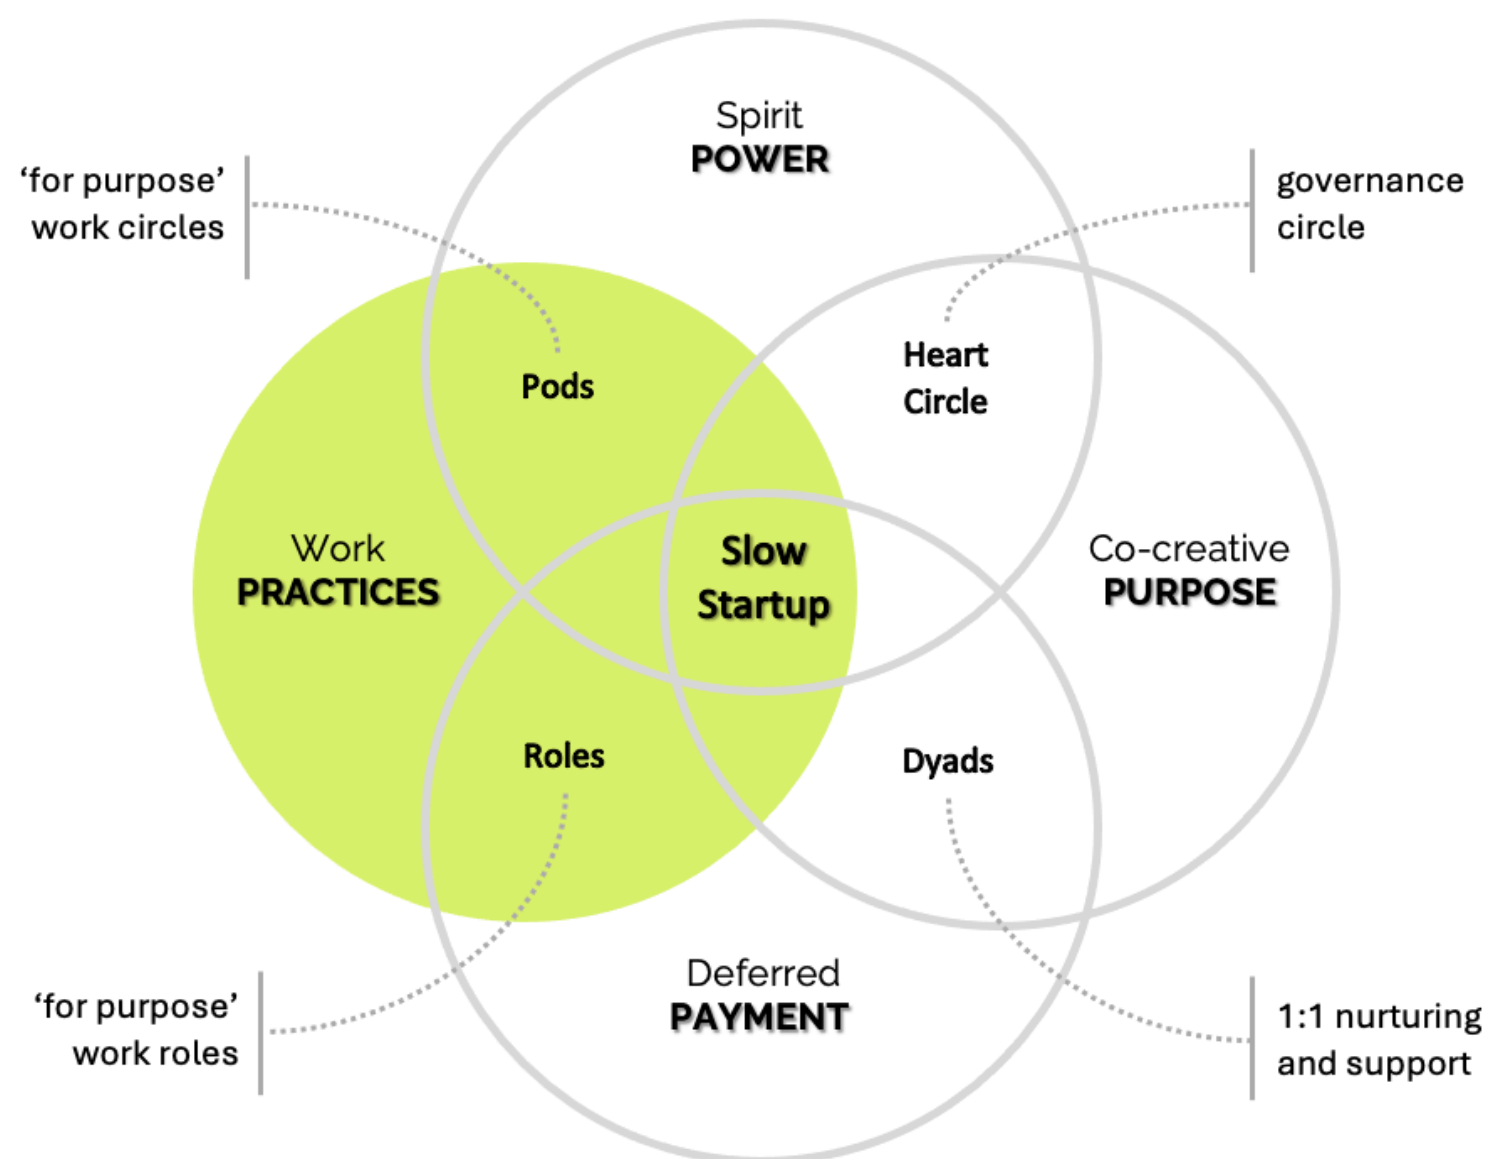 Spirit
POWER
‘for purpose’
work circles
governance
circle
Pods
Heart
Circle
Work
PRACTICES
Slow
Startup
Co-creative
PURPOSE
Roles
Dyads
Deferred
PAYMENT
‘for purpose’
work roles
1:1 nurturing
and support